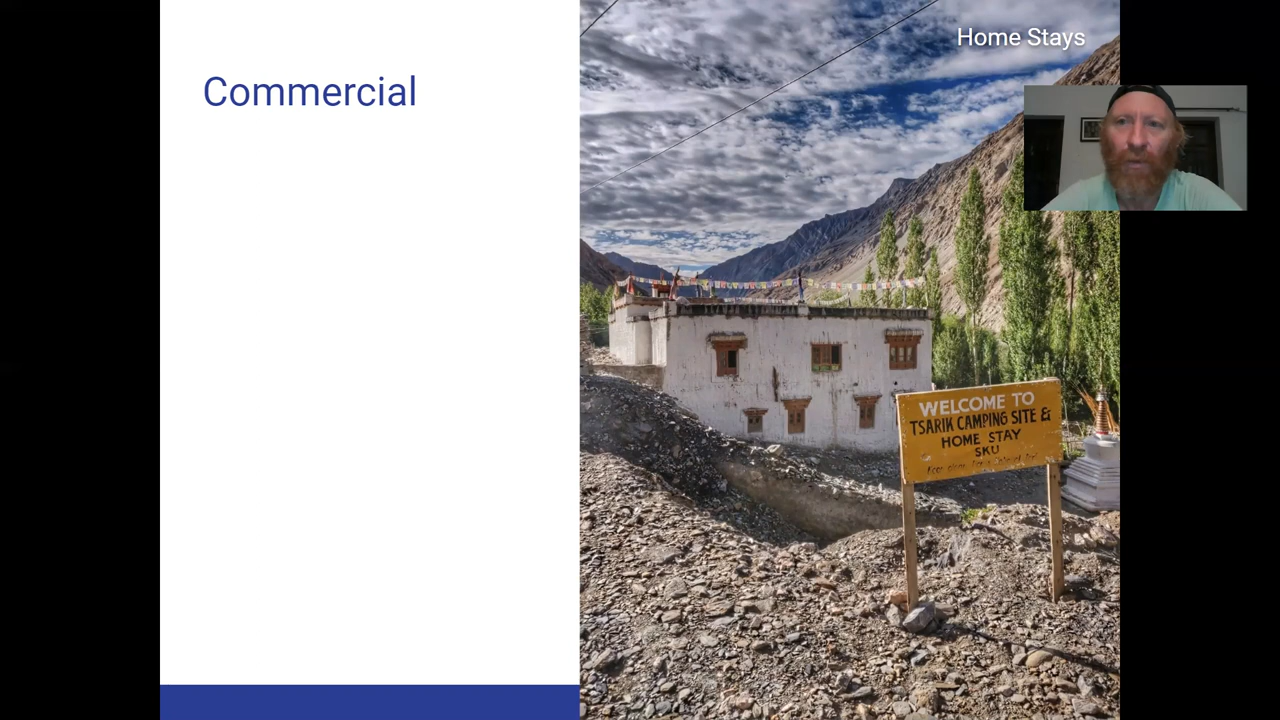 Commercial
Home Stays
WELCOME TO
TSARIK CAMPING SITE &
HOME STAY
SKU